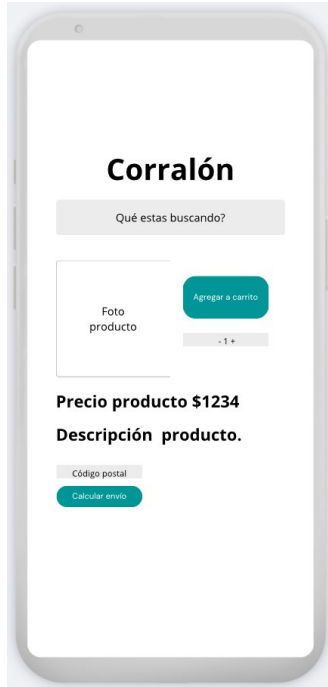 Corralón
Qué estas buscando?
Foto
producto
Agregar a carrito
- 1 +
Precio producto $1234
Descripción producto.
Código postal
Calcular envío